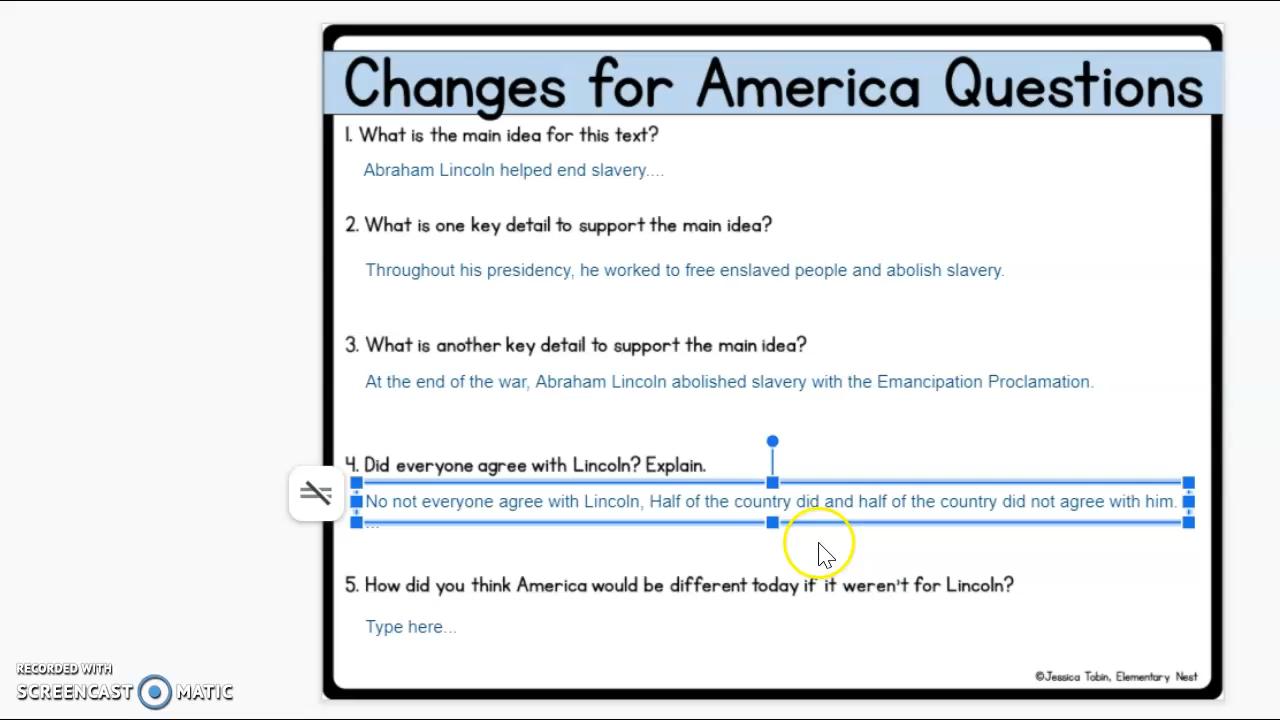 Changes for America Questions
1. What is the main idea for this text?
Abraham Lincoln helped end slavery....
2. What is one key detail to support the main idea?
Throughout his presidency, he worked to free enslaved people and abolish slavery.
3. What is another key detail to support the main idea?
At the end of the war, Abraham Lincoln abolished slavery with the Emancipation Proclamation.
4. Did everyone agree with Lincoln? Explain.
No not everyone agree with Lincoln, Half of the country did and half of the country did not agree with him.
...
5. How did you think America would be different today if it weren't for Lincoln?
Type here...
©Jessica Tobin, Elementary Nest
RECORDED WITH
SCREENCAST MATIC